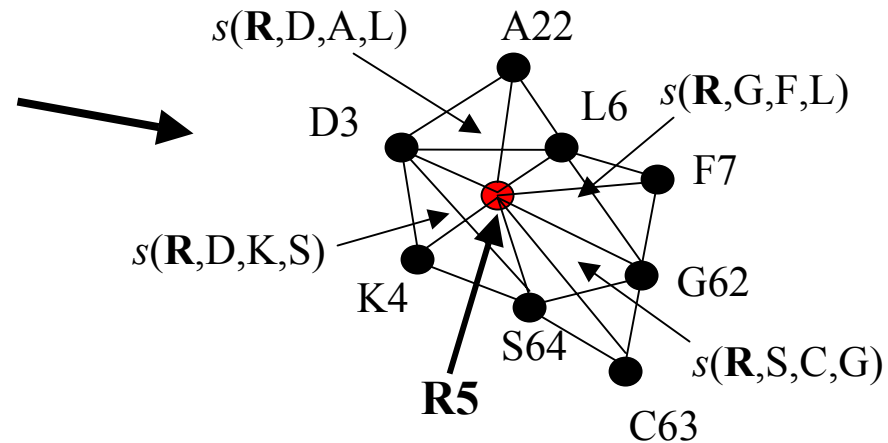 s(R,D,A,L)
A22
D3
L6
s(R,G,F,L)
F7
s(R,D,K,S)
K4
G62
S64
R5
s(R,S,C,G)
C63